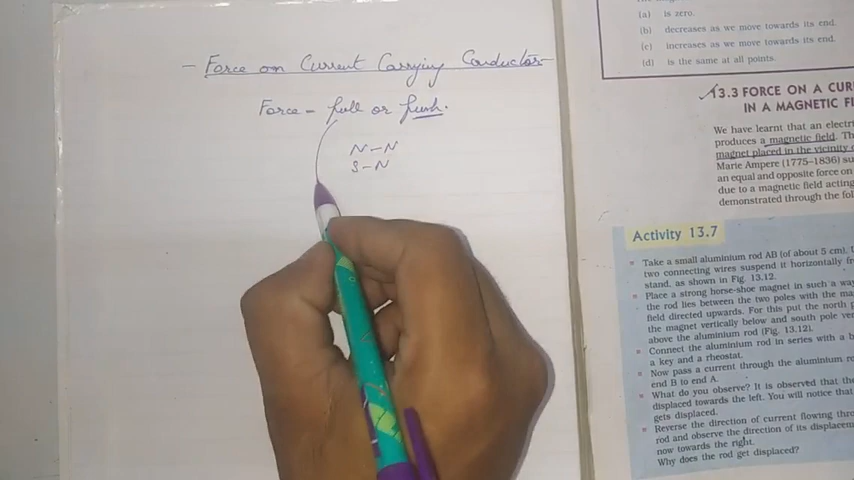 - Force on Current Carrying Conductor -
Force - pull or push.
N - N
S - N
(a) is zero.
(b) decreases as we move towards its end.
(c) increases as we move towards its end.
(d) is the same at all points.
13.3 FORCE ON A CUR
IN A MAGNETIC FI
We have learnt that an electri
produces a magnetic field. Th
magnet placed in the vicinity o
Marie Ampere (1775–1836) su
an equal and opposite force on
due to a magnetic field acting
demonstrated through the fol
Activity 13.7
Take a small aluminium rod AB (of about 5 cm). U
two connecting wires suspend it horizontally fr
stand, as shown in Fig. 13.12.
Place a strong horse-shoe magnet in such a wa
the rod lies between the two poles with the ma
field directed upwards. For this put the north p
the magnet vertically below and south pole ver
above the aluminium rod (Fig. 13.12).
Connect the aluminium rod in series with a b
a key and a rheostat.
Now pass a current through the aluminium ro
end B to end A.
What do you observe? It is observed that the
displaced towards the left. You will notice that
gets displaced.
Reverse the direction of current flowing thro
rod and observe the direction of its displacem
now towards the right.
Why does the rod get displaced?